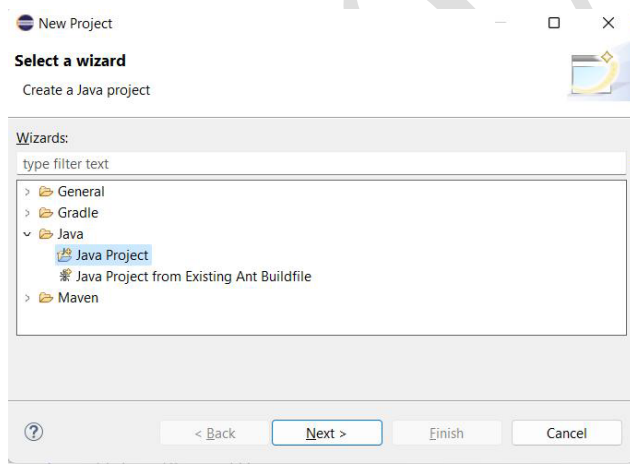 New Project
Select a wizard
Create a Java project
Wizards:
type filter text
General
Gradle
Java
Java Project
Java Project from Existing Ant Buildfile
Maven
? < Back Next > Finish Cancel